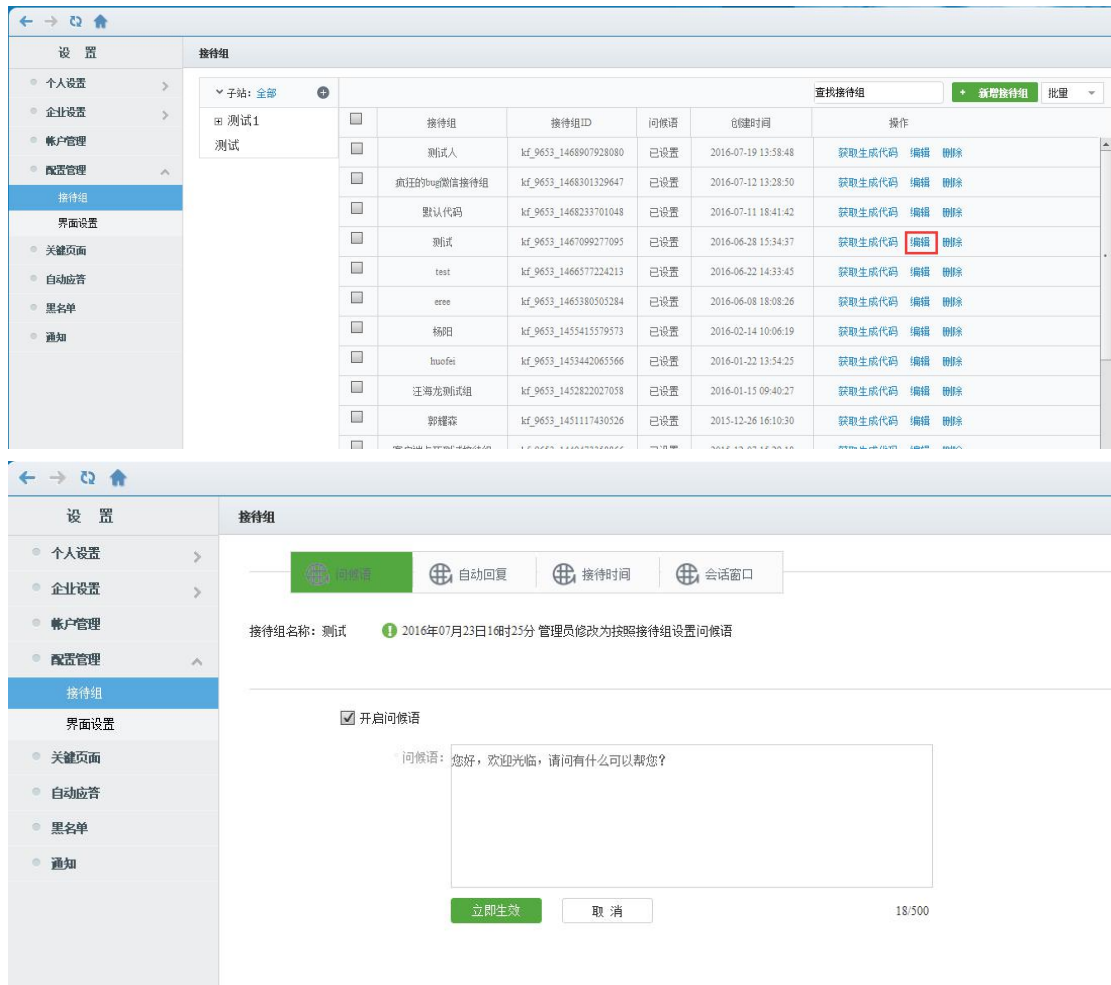 设 置
接待组
个人设置
企业设置
帐户管理
配置管理
接待组
界面设置
关键页面
自动应答
黑名单
通知
子站：全部
测试1
测试
查找接待组
+ 新增接待组
批量
接待组 接待组ID 问候语 创建时间 操作
测试人 kf_9653_1468907928080 已设置 2016-07-19 13:58:48 获取生成代码 编辑 删除
疯狂的bug微信接待组 kf_9653_1468301329647 已设置 2016-07-12 13:28:50 获取生成代码 编辑 删除
默认代码 kf_9653_1468233701048 已设置 2016-07-11 18:41:42 获取生成代码 编辑 删除
测试 kf_9653_1467099277095 已设置 2016-06-28 15:34:37 获取生成代码 编辑 删除
test kf_9653_1466577224213 已设置 2016-06-22 14:33:45 获取生成代码 编辑 删除
eree kf_9653_1465380505284 已设置 2016-06-08 18:08:26 获取生成代码 编辑 删除
杨阳 kf_9653_1455415579573 已设置 2016-02-14 10:06:19 获取生成代码 编辑 删除
huofei kf_9653_1453442065566 已设置 2016-01-22 13:54:25 获取生成代码 编辑 删除
汪海龙测试组 kf_9653_1452822027058 已设置 2016-01-15 09:40:27 获取生成代码 编辑 删除
郭耀森 kf_9653_1451117430526 已设置 2015-12-26 16:10:30 获取生成代码 编辑 删除
设 置
接待组
个人设置
企业设置
帐户管理
配置管理
接待组
界面设置
关键页面
自动应答
黑名单
通知
问候语 自动回复 接待时间 会话窗口
接待组名称：测试 2016年07月23日16时25分 管理员修改为按照接待组设置问候语
开启问候语
问候语：
您好，欢迎光临，请问有什么可以帮您？
立即生效 取 消 18/500